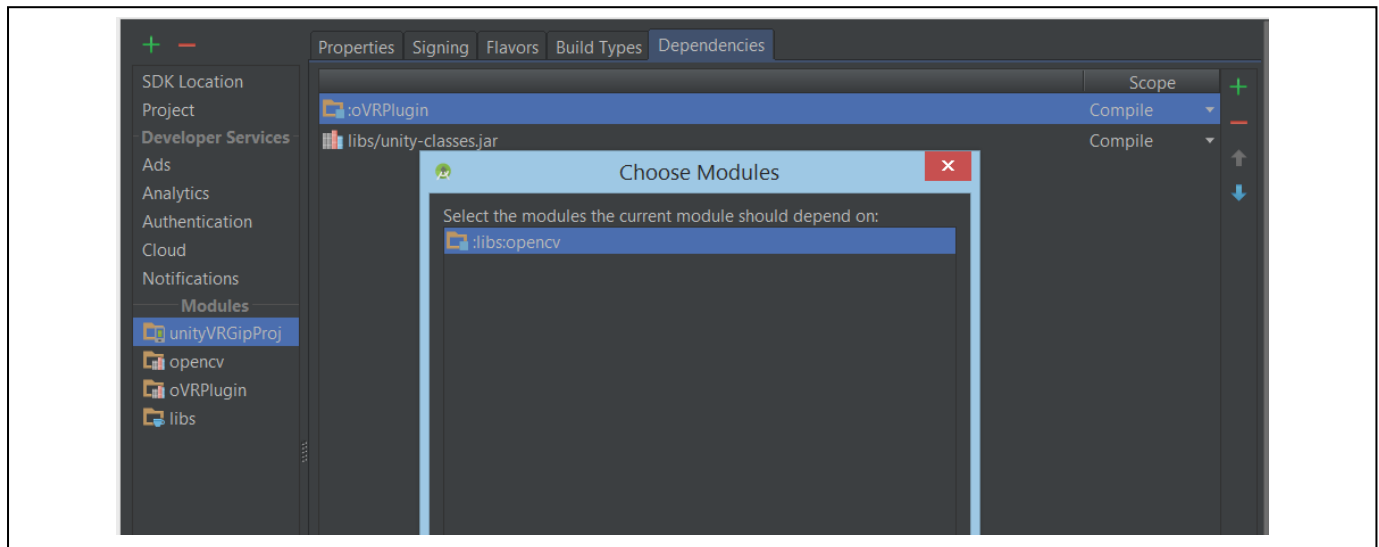 Properties Signing Flavors Build Types Dependencies
SDK Location
Project
Developer Services
Ads
Analytics
Authentication
Cloud
Notifications
Modules
unityVRGipProj
opencv
oVRPlugin
libs
Scope
:oVRPlugin Compile
libs/unity-classes.jar Compile
Choose Modules
Select the modules the current module should depend on:
:libs:opencv